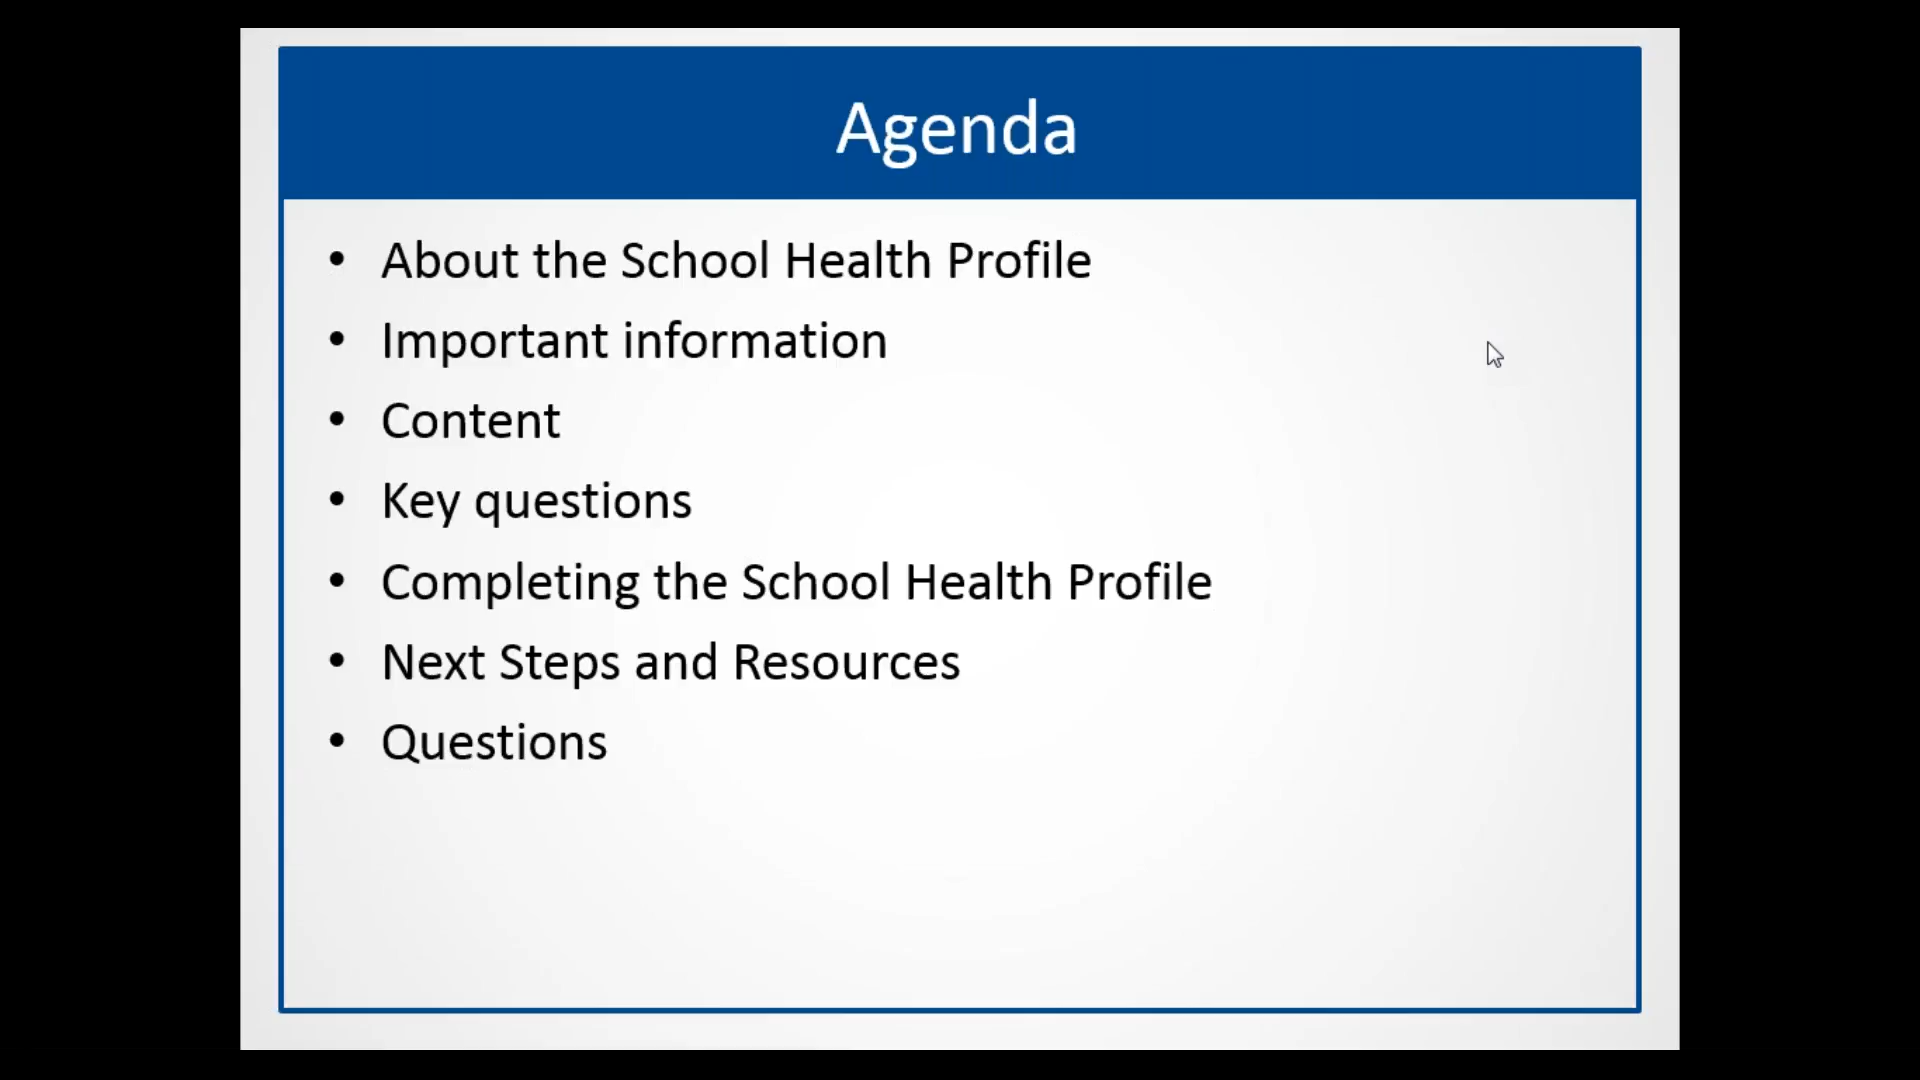 Agenda
• About the School Health Profile
• Important information
• Content
• Key questions
• Completing the School Health Profile
• Next Steps and Resources
• Questions